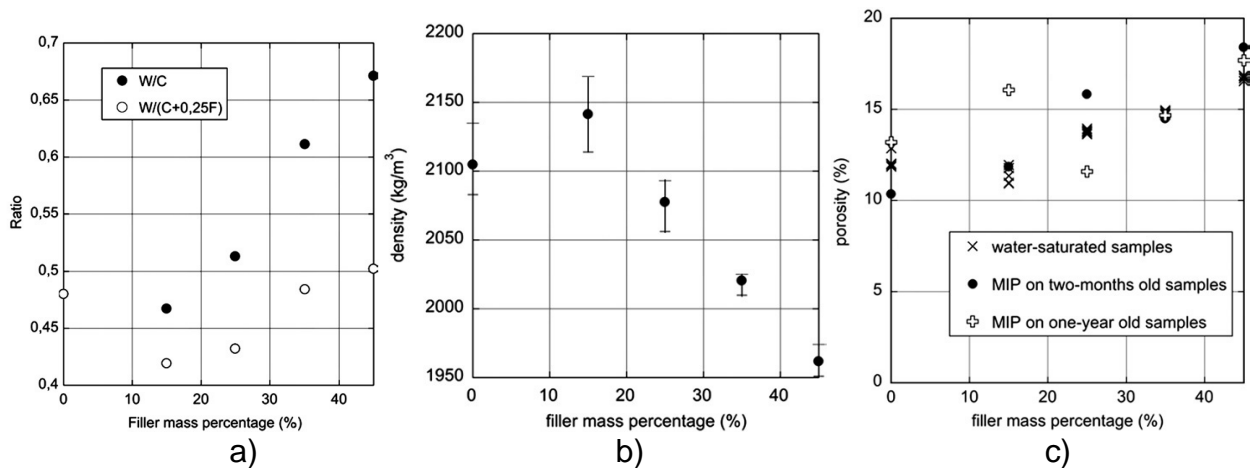 0,7
0,65
0,6
0,55
0,5
0,45
0,4
Ratio
W/C
W/(C+0,25F)
0 10 20 30 40
Filler mass percentage (%)
a)
2200
2150
2100
2050
2000
1950
density (kg/m³)
0 10 20 30 40
filler mass percentage (%)
b)
20
15
10
5
0
porosity (%)
water-saturated samples
MIP on two-months old samples
MIP on one-year old samples
0 10 20 30 40
filler mass percentage (%)
c)